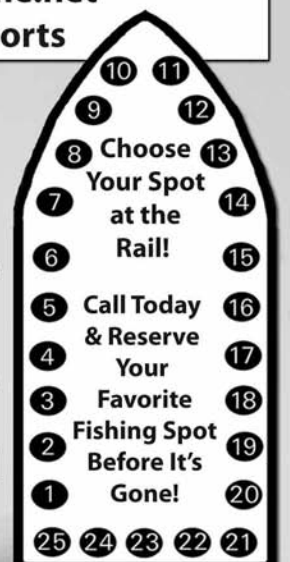 orts
10 11
9 12
8 Choose 13
Your Spot
7 at the 14
Rail!
6 15
5 Call Today 16
& Reserve
4 Your 17
3 Favorite 18
2 Fishing Spot 19
Before It's
1 Gone! 20
25 24 23 22 21